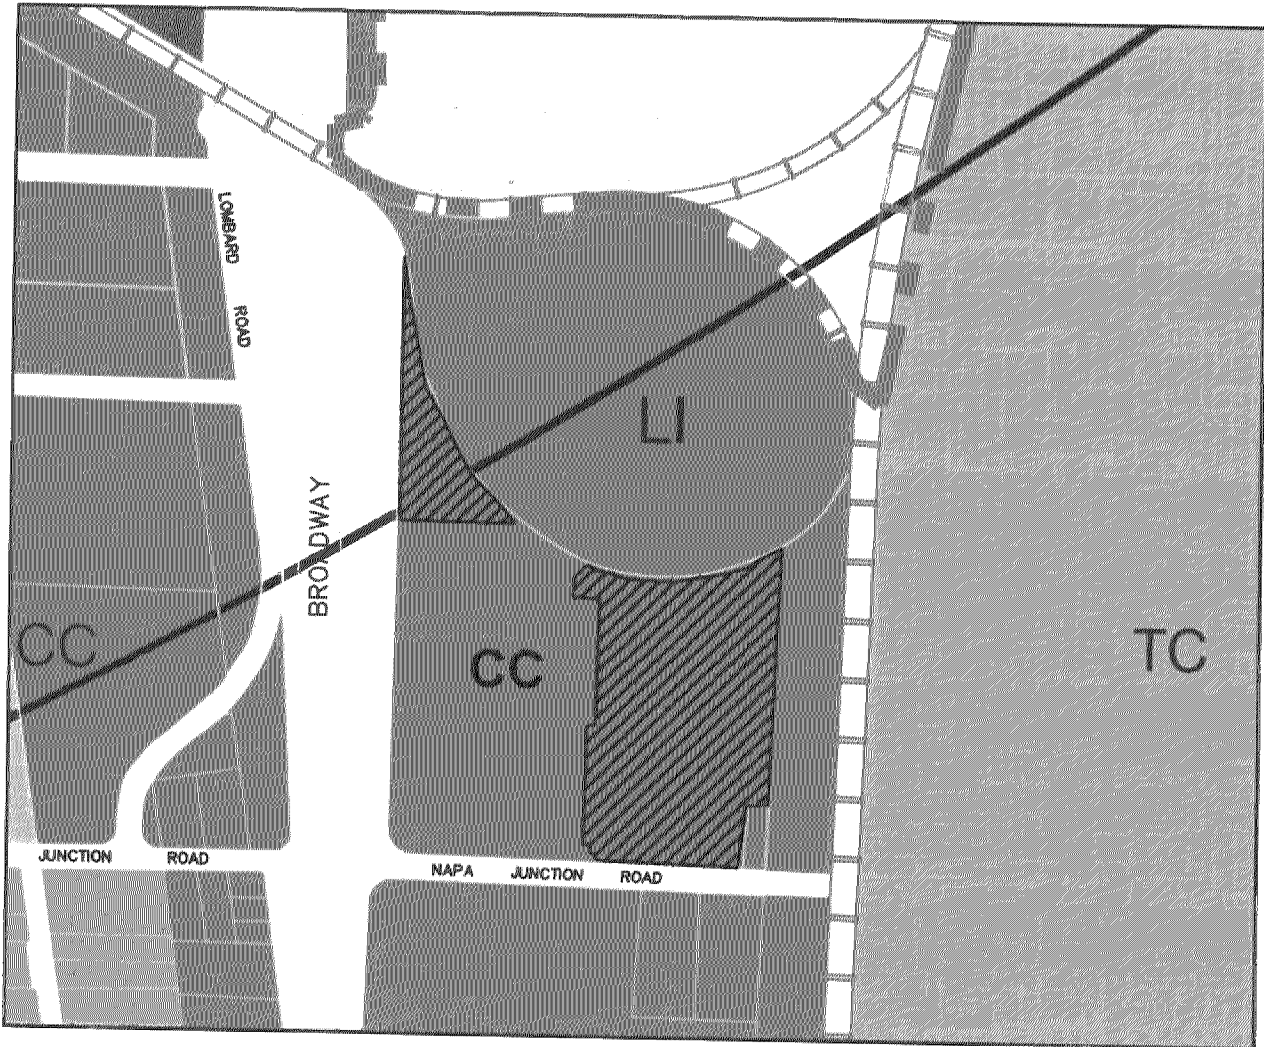 LOMBARD
ROAD
LI
BROADWAY
CC
CC
TC
JUNCTION ROAD
NAPA JUNCTION ROAD